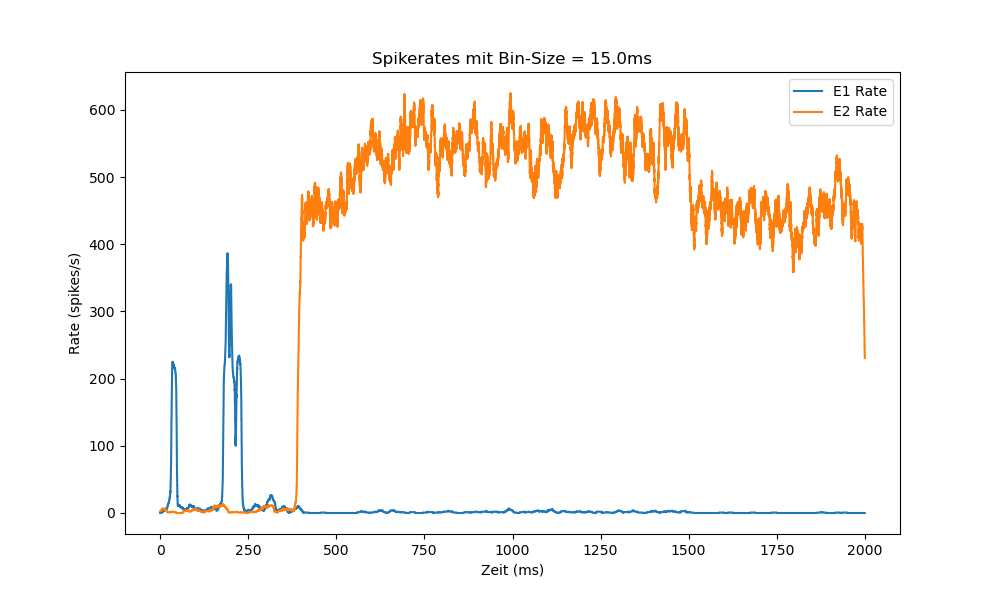 Spikerates mit Bin-Size = 15.0ms
E1 Rate
E2 Rate
Rate (spikes/s)
600
500
400
300
200
100
0
0 250 500 750 1000 1250 1500 1750 2000
Zeit (ms)